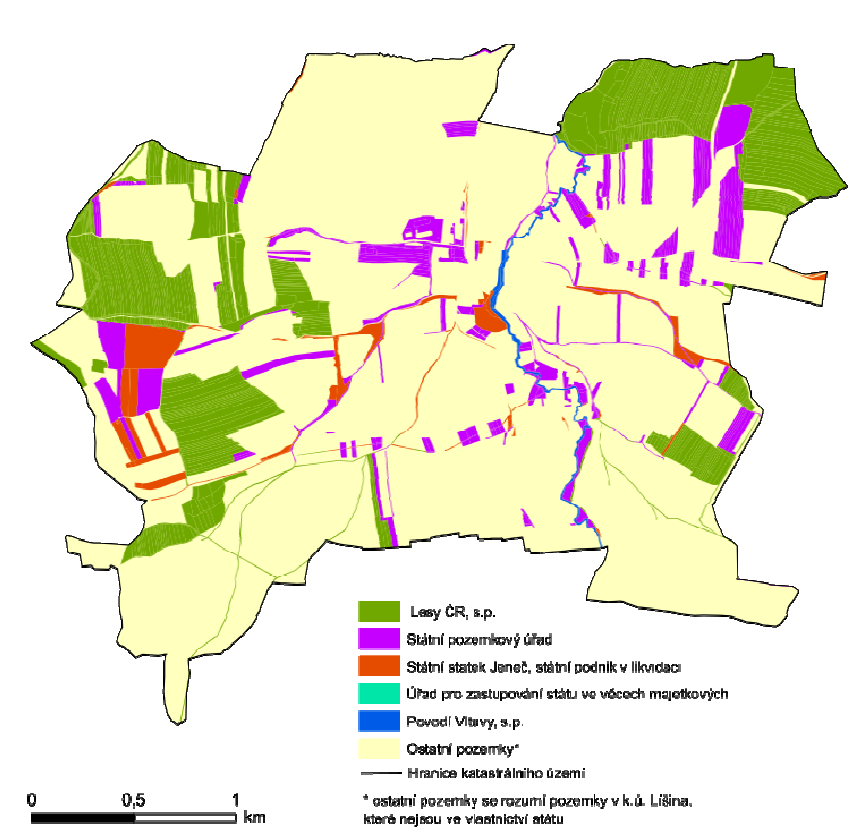 Lesy ČR, s.p.
Státní pozemkový úřad
Státní statek Jeneč, státní podnik v likvidaci
Úřad pro zastupování státu ve věcech majetkových
Povodí Vltavy, s.p.
Ostatní pozemky*
Hranice katastrálního území
0 0,5 1
km
* ostatní pozemky se rozumí pozemky v k.ú. Líšina,
které nejsou ve vlastnictví státu